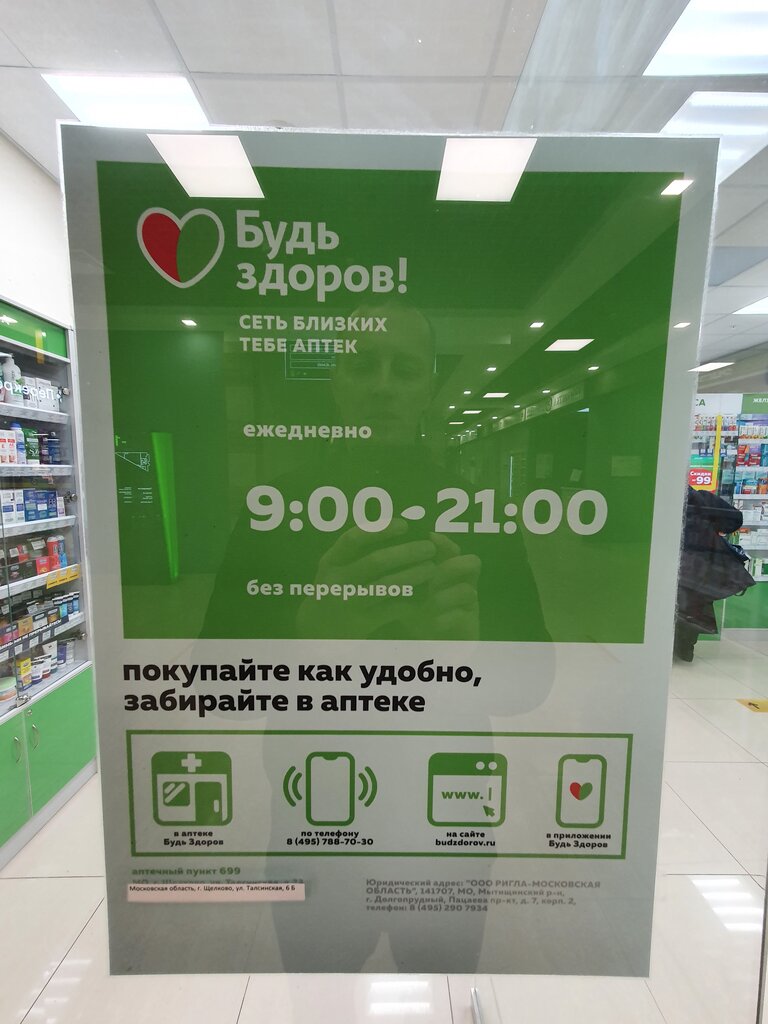 Будь
здоров!
СЕТЬ БЛИЗКИХ
ТЕБЕ АПТЕК
ежедневно
9:00-21:00
без перерывов
покупайте как удобно,
забирайте в аптеке
www.
в аптеке
Будь Здоров
по телефону
8 (495) 788-70-30
на сайте
budzdorov.ru
в приложении
Будь Здоров
аптечный пункт 699
Московская область, г. Щелково, ул. Талсинская, 6 Б
Юридический адрес: "ООО РИГЛА-МОСКОВСКАЯ
ОБЛАСТЬ", 141707, МО, Мытищинский р-н,
г. Долгопрудный, Пацаева пр-кт, д. 7, корп. 2,
телефон: 8 (495) 290 7934
Скидки
-99